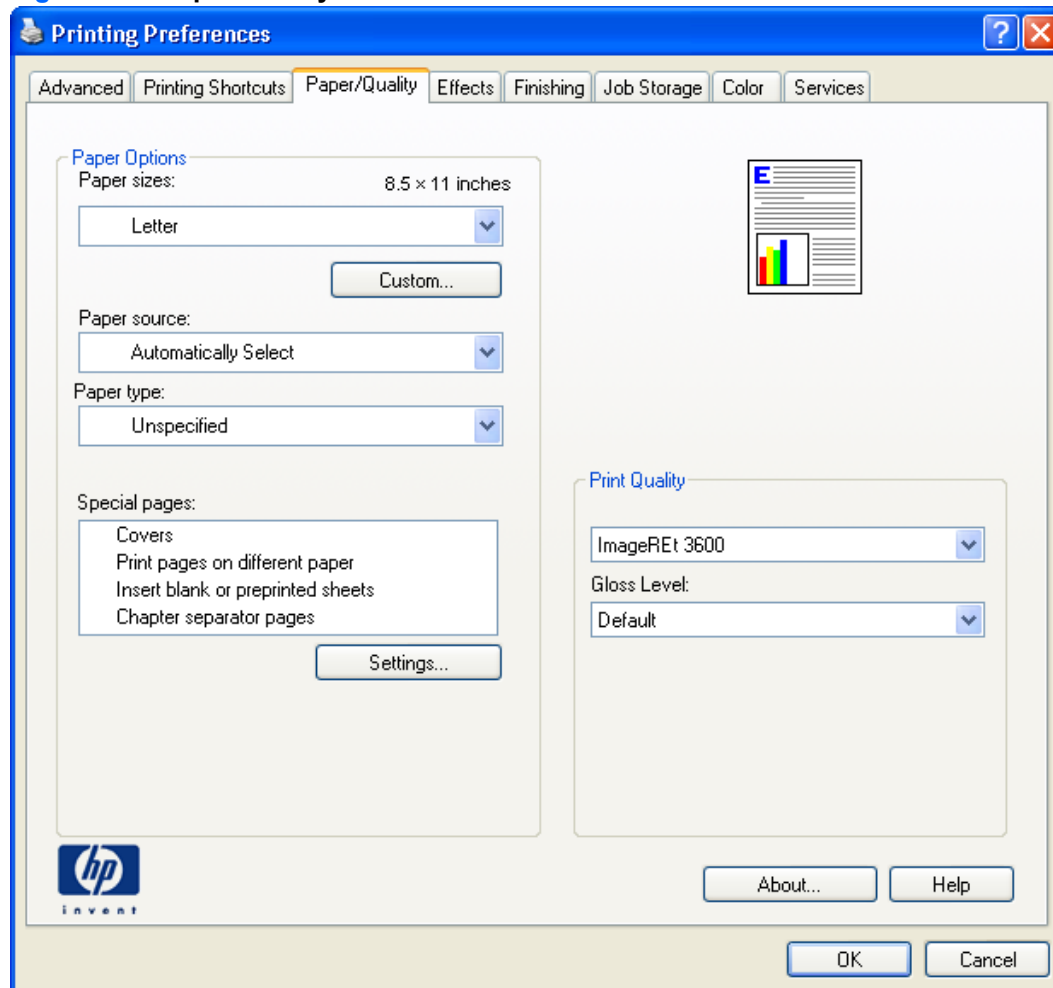 Printing Preferences
Advanced Printing Shortcuts Paper/Quality Effects Finishing Job Storage Color Services
Paper Options
Paper sizes: 8.5 × 11 inches
Letter
Custom...
Paper source:
Automatically Select
Paper type:
Unspecified
Special pages:
Covers
Print pages on different paper
Insert blank or preprinted sheets
Chapter separator pages
Settings...
E
Print Quality
ImageREt 3600
Gloss Level:
Default
hp
invent
About... Help
OK Cancel